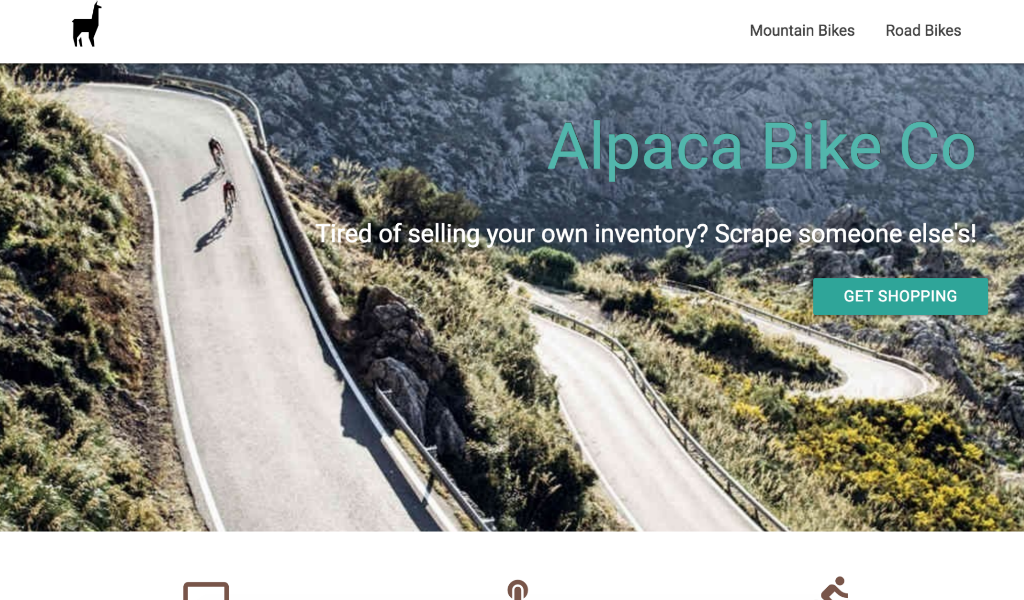 Mountain Bikes Road Bikes
Alpaca Bike Co
Tired of selling your own inventory? Scrape someone else's!
GET SHOPPING